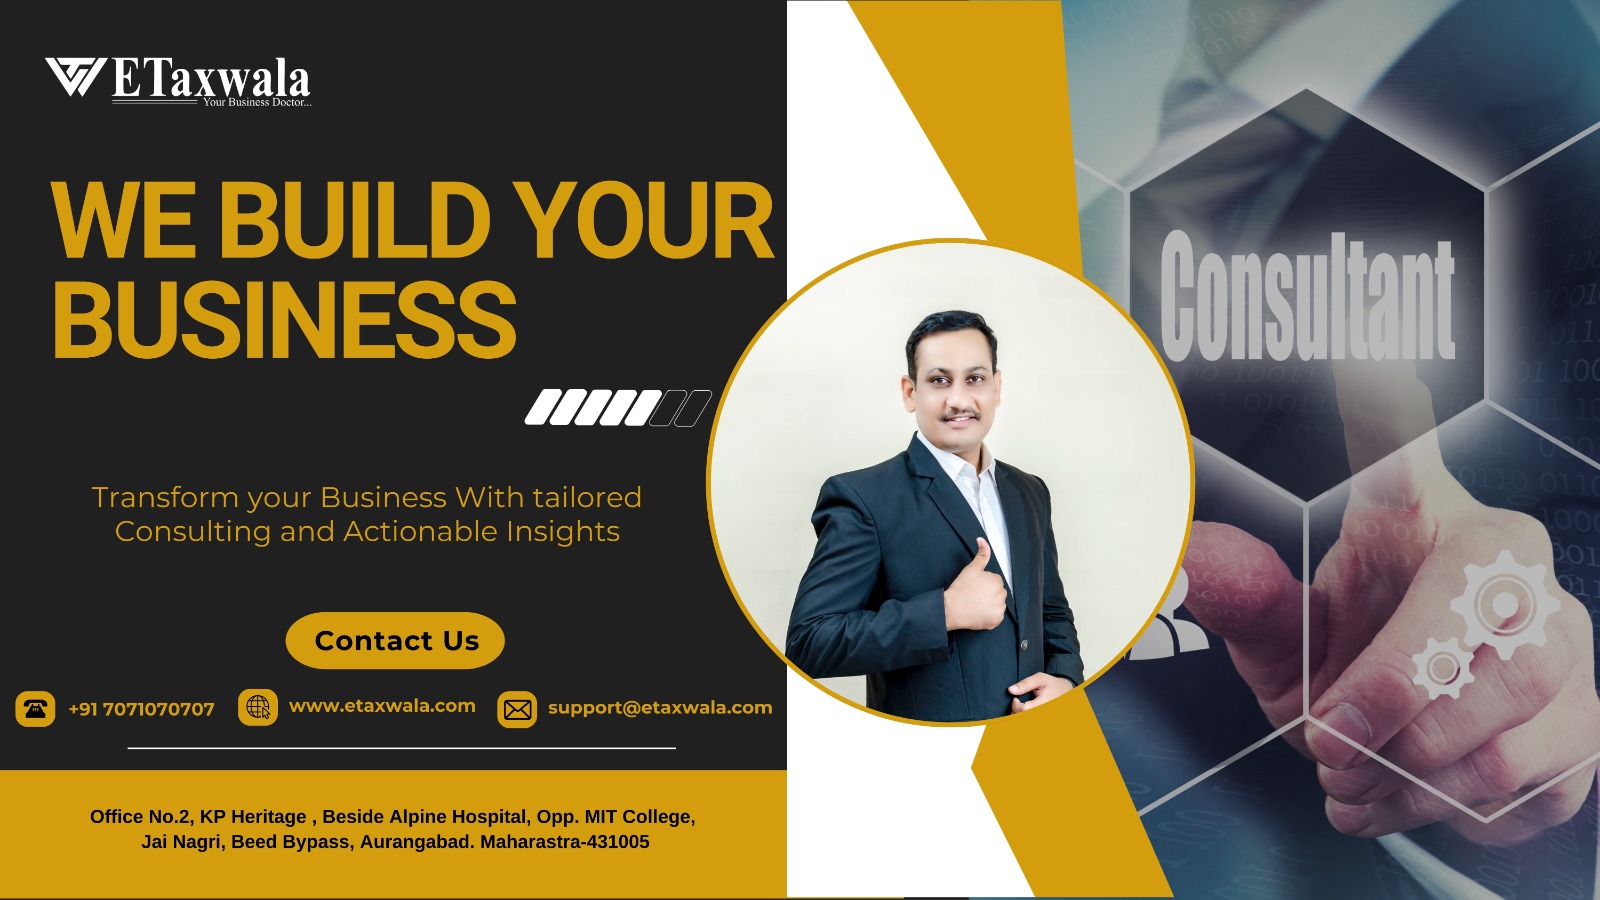 ETaxwala
Your Business Doctor...
WE BUILD YOUR
BUSINESS
Transform your Business With tailored
Consulting and Actionable Insights
Contact Us
+91 7071070707
www.etaxwala.com
support@etaxwala.com
Office No.2, KP Heritage , Beside Alpine Hospital, Opp. MIT College,
Jai Nagri, Beed Bypass, Aurangabad. Maharastra-431005
Consultant